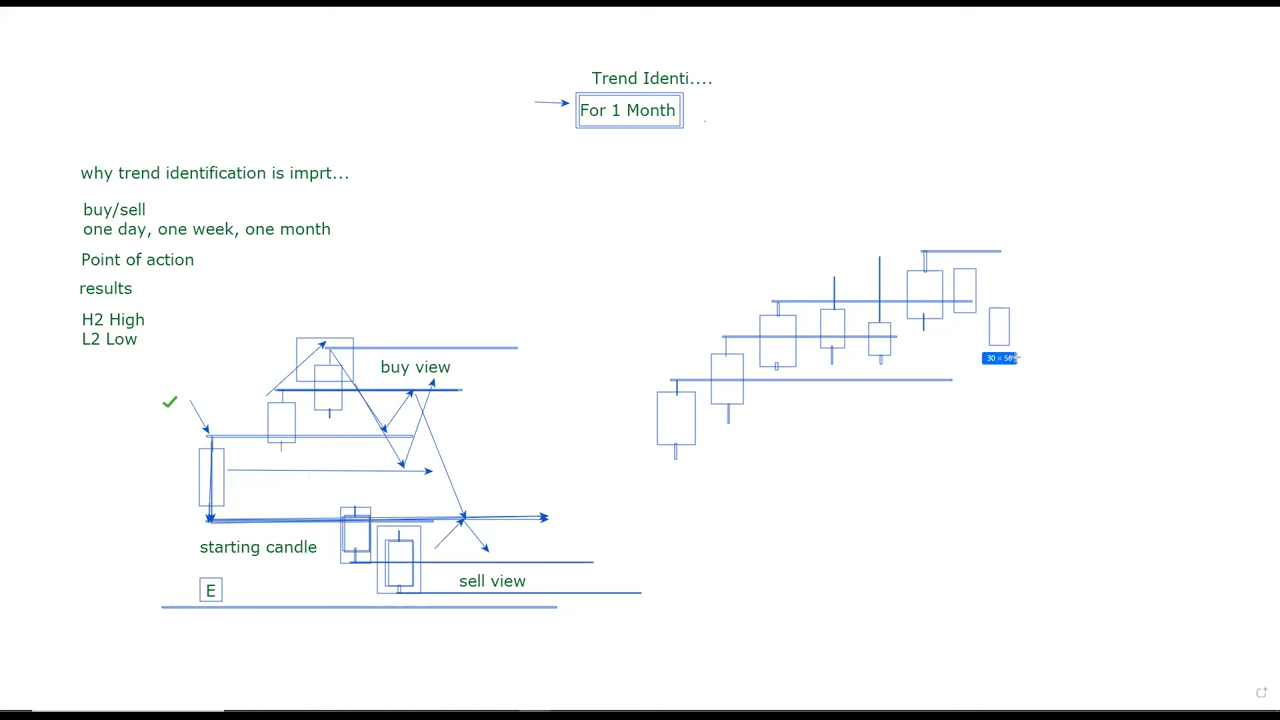 Trend Identi....
For 1 Month
why trend identification is imprt...
buy/sell
one day, one week, one month
Point of action
results
H2 High
L2 Low
buy view
starting candle
sell view
E